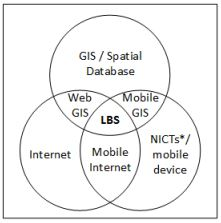 GIS / Spatial
Database
Web
GIS
Mobile
GIS
LBS
Internet
Mobile
Internet
NICTs*/
mobile
device